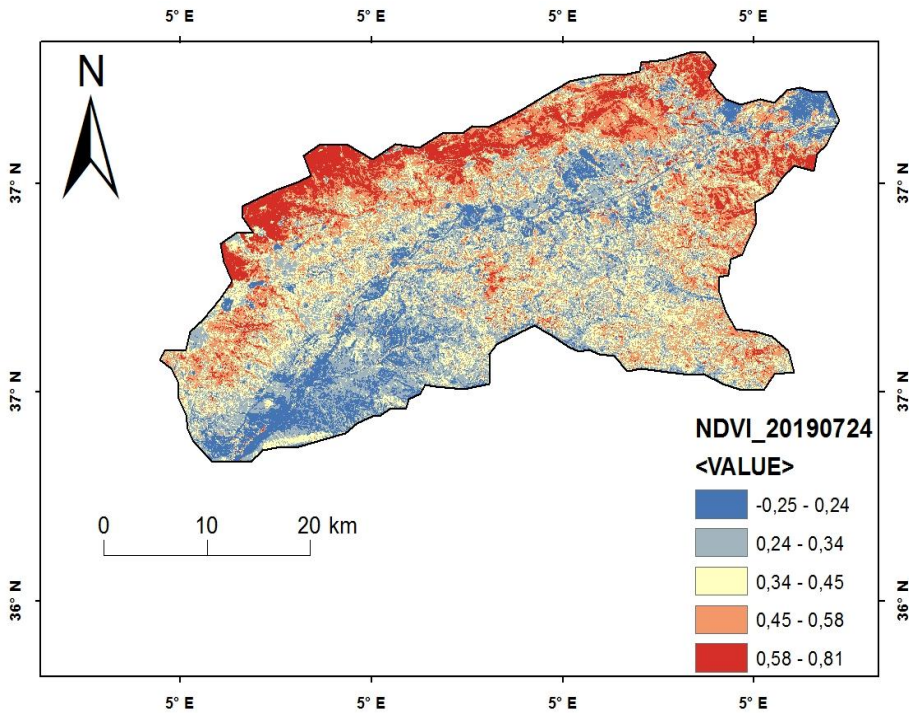 5° E 5° E 5° E 5° E
N
37° N 37° N
37° N 37° N
NDVI_20190724
<VALUE>
-0,25 - 0,24
0,24 - 0,34
0,34 - 0,45
0,45 - 0,58
0,58 - 0,81
0 10 20 km
36° N 36° N
5° E 5° E 5° E 5° E